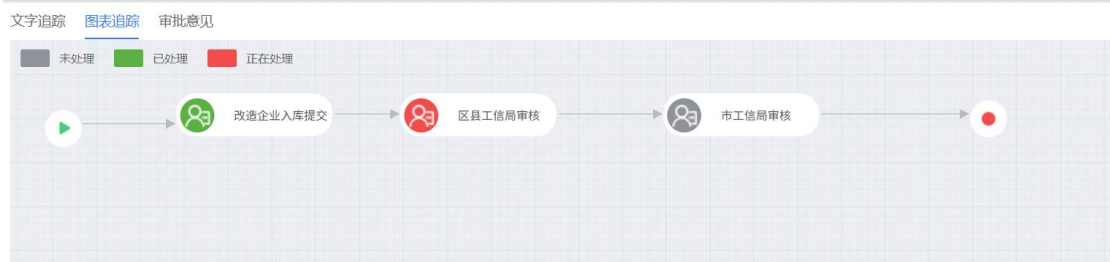 文字追踪 图表追踪 审批意见
未处理 已处理 正在处理
改造企业入库提交 区县工信局审核 市工信局审核